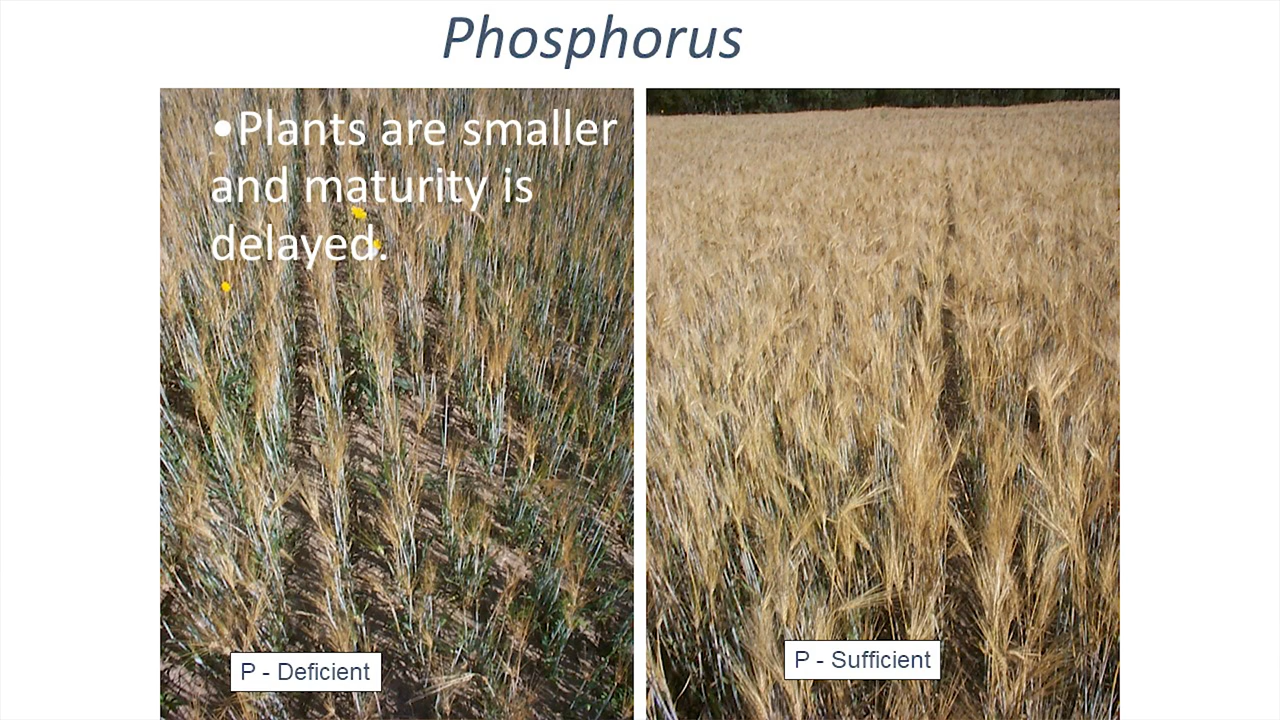 Phosphorus
•Plants are smaller
and maturity is
delayed.
P - Deficient
P - Sufficient